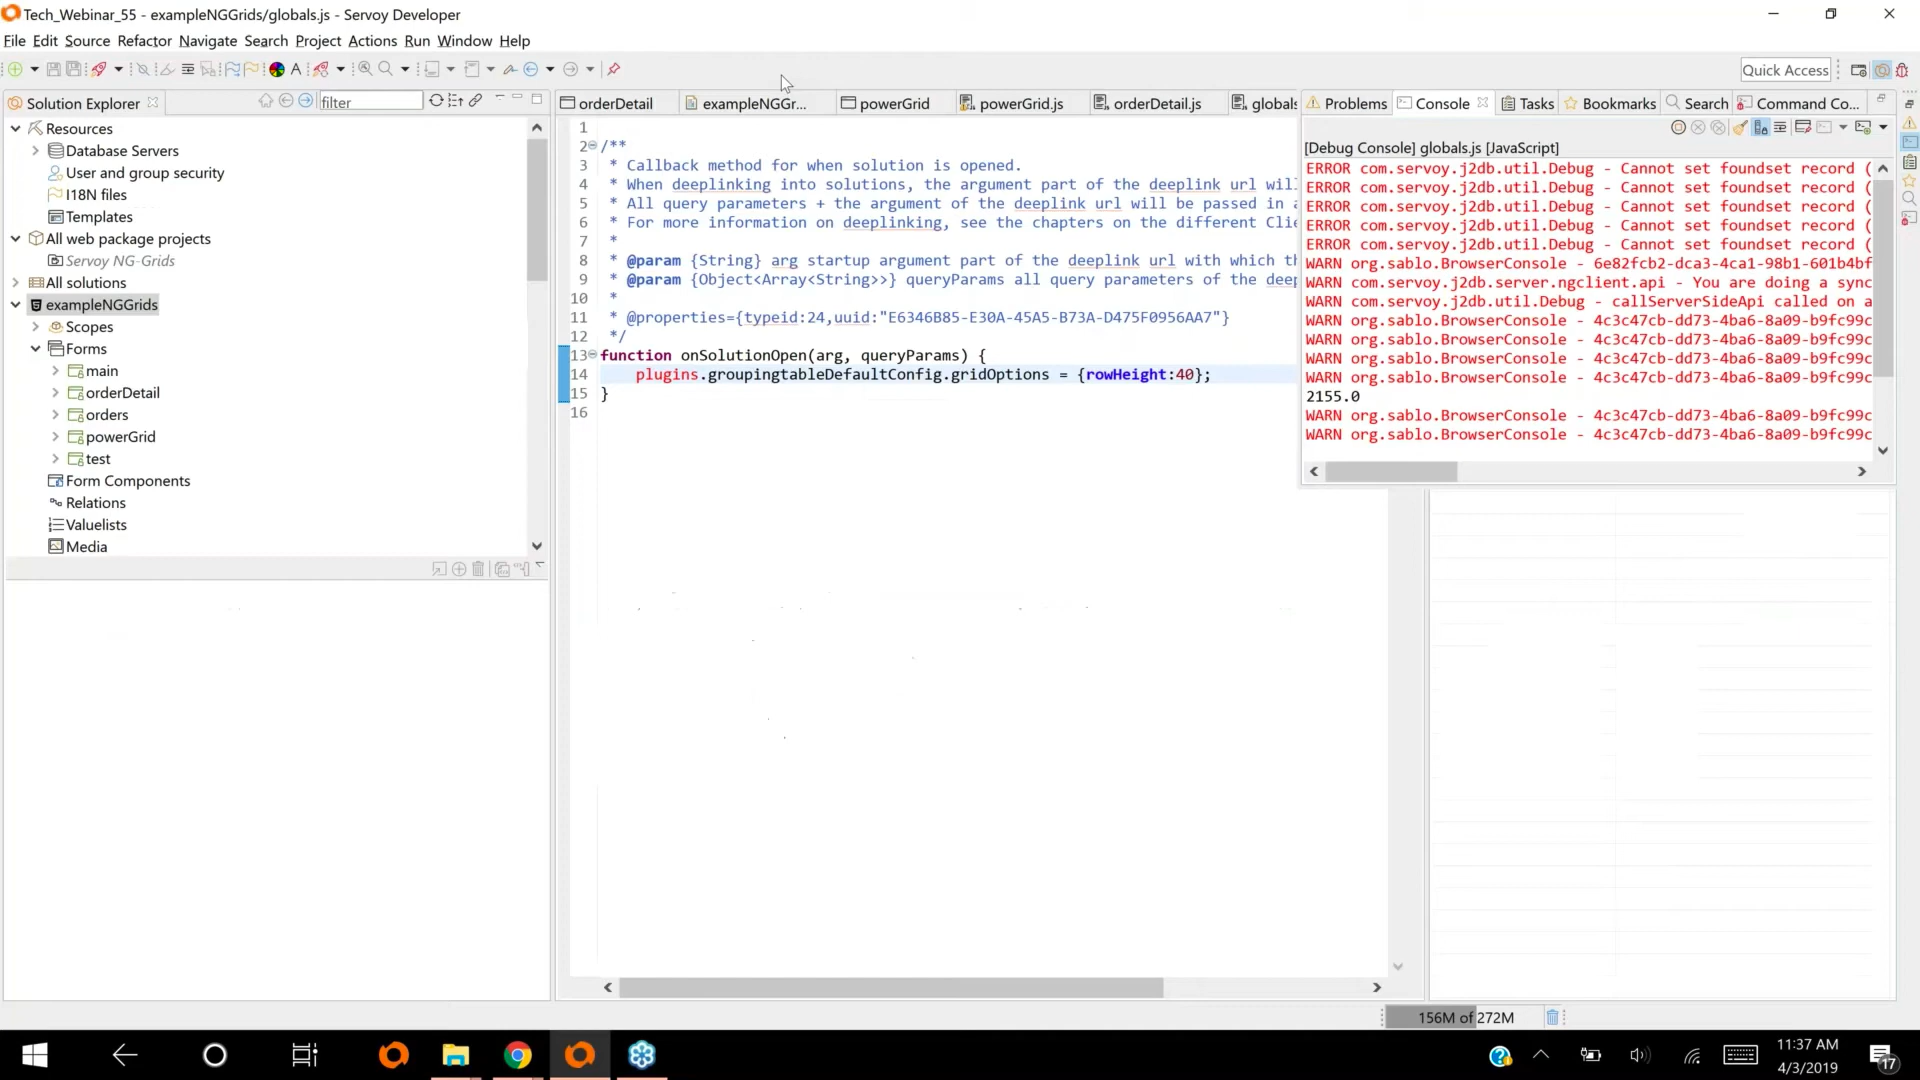 Tech_Webinar_55 - exampleNGGrids/globals.js - Servoy Developer
File Edit Source Refactor Navigate Search Project Actions Run Window Help
Quick Access
Solution Explorer
filter
Resources
Database Servers
User and group security
I18N files
Templates
All web package projects
Servoy NG-Grids
All solutions
exampleNGGrids
Scopes
Forms
main
orderDetail
orders
powerGrid
test
Form Components
Relations
Valuelists
Media
orderDetail exampleNGGr... powerGrid powerGrid.js orderDetail.js globals
1
2 /**
3 * Callback method for when solution is opened.
4 * When deeplinking into solutions, the argument part of the deeplink url wil
5 * All query parameters + the argument of the deeplink url will be passed in
6 * For more information on deeplinking, see the chapters on the different Cli
7 *
8 * @param {String} arg startup argument part of the deeplink url with which
9 * @param {Object<Array<String>>} queryParams all query parameters of the
10 *
11 * @properties={typeid:24,uuid:"E6346B85-E30A-45A5-B73A-D475F0956AA7"}
12 */
13 function onSolutionOpen(arg, queryParams) {
14 plugins.groupingtableDefaultConfig.gridOptions = {rowHeight:40};
15 }
16
Problems Console Tasks Bookmarks Search Command Co...
[Debug Console] globals.js [JavaScript]
ERROR com.servoy.j2db.util.Debug - Cannot set foundset record (
ERROR com.servoy.j2db.util.Debug - Cannot set foundset record (
ERROR com.servoy.j2db.util.Debug - Cannot set foundset record (
ERROR com.servoy.j2db.util.Debug - Cannot set foundset record (
ERROR com.servoy.j2db.util.Debug - Cannot set foundset record (
WARN org.sablo.BrowserConsole - 6e82fcb2-dca3-4ca1-98b1-601b4bf
WARN com.servoy.j2db.server.ngclient.api - You are doing a sync
WARN com.servoy.j2db.util.Debug - callServerSideApi called on a
WARN org.sablo.BrowserConsole - 4c3c47cb-dd73-4ba6-8a09-b9fc99c
WARN org.sablo.BrowserConsole - 4c3c47cb-dd73-4ba6-8a09-b9fc99c
WARN org.sablo.BrowserConsole - 4c3c47cb-dd73-4ba6-8a09-b9fc99c
WARN org.sablo.BrowserConsole - 4c3c47cb-dd73-4ba6-8a09-b9fc99c
2155.0
WARN org.sablo.BrowserConsole - 4c3c47cb-dd73-4ba6-8a09-b9fc99c
WARN org.sablo.BrowserConsole - 4c3c47cb-dd73-4ba6-8a09-b9fc99c
156M of 272M
11:37 AM
4/3/2019
17